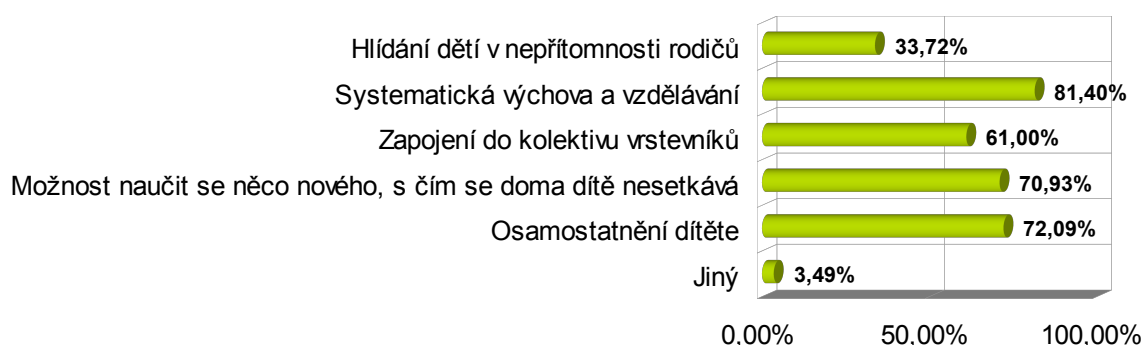 Hlídání dětí v nepřítomnosti rodičů 33,72%
Systematická výchova a vzdělávání 81,40%
Zapojení do kolektivu vrstevníků 61,00%
Možnost naučit se něco nového, s čím se doma dítě nesetkává 70,93%
Osamostatnění dítěte 72,09%
Jiný 3,49%
0,00% 50,00% 100,00%